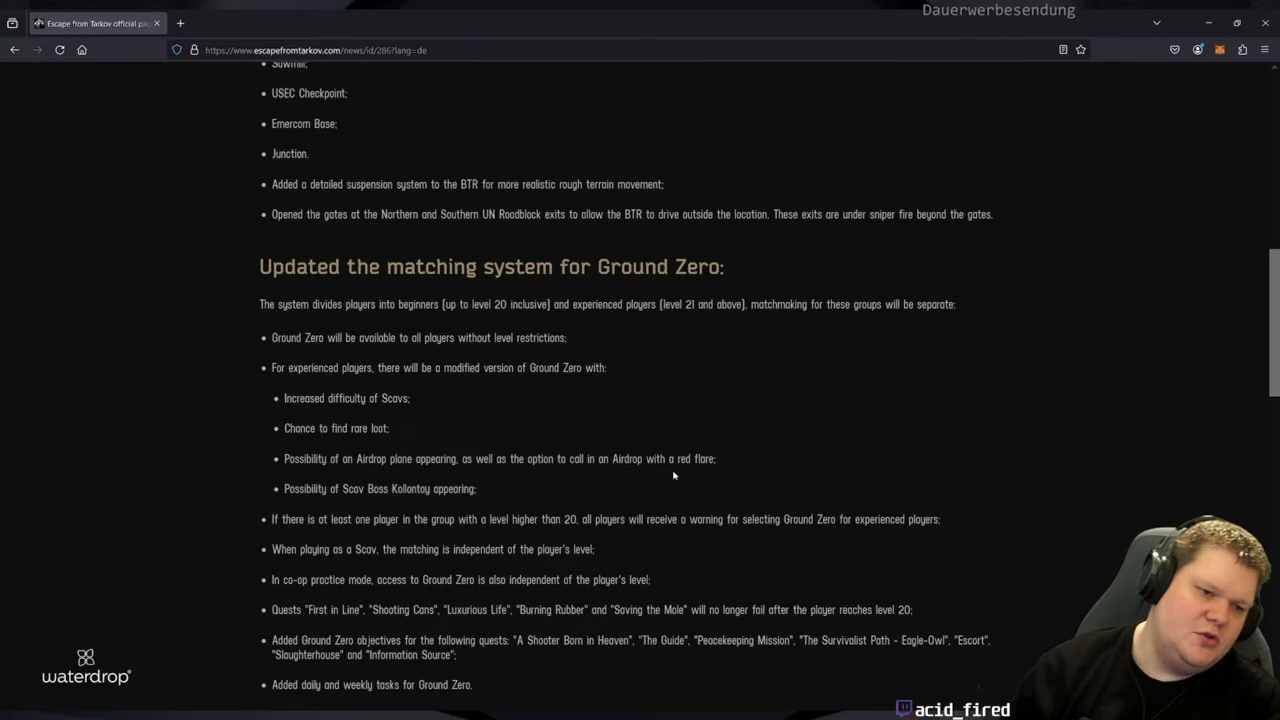 Dauerwerbesendung
Escape from Tarkov official pa
https://www.escapefromtarkov.com/news/id/286?lang=de
• Sawmill;
• USEC Checkpoint;
• Emercom Base;
• Junction.
• Added a detailed suspension system to the BTR for more realistic rough terrain movement;
• Opened the gates at the Northern and Southern UN Roadblock exits to allow the BTR to drive outside the location. These exits are under sniper fire beyond the gates.
Updated the matching system for Ground Zero:
The system divides players into beginners (up to level 20 inclusive) and experienced players (level 21 and above), matchmaking for these groups will be separate:
• Ground Zero will be available to all players without level restrictions;
• For experienced players, there will be a modified version of Ground Zero with:
• Increased difficulty of Scavs;
• Chance to find rare loot;
• Possibility of an Airdrop plane appearing, as well as the option to call in an Airdrop with a red flare;
• Possibility of Scav Boss Kollontay appearing;
• If there is at least one player in the group with a level higher than 20, all players will receive a warning for selecting Ground Zero for experienced players;
• When playing as a Scav, the matching is independent of the player's level;
• In co-op practice mode, access to Ground Zero is also independent of the player's level;
• Quests "First in Line", "Shooting Cans", "Luxurious Life", "Burning Rubber" and "Saving the Mole" will no longer fail after the player reaches level 20;
• Added Ground Zero objectives for the following quests: "A Shooter Born in Heaven", "The Guide", "Peacekeeping Mission", "The Survivalist Path - Eagle-Owl", "Escort",
"Slaughterhouse" and "Information Source";
• Added daily and weekly tasks for Ground Zero.
waterdrop®
acid_fired